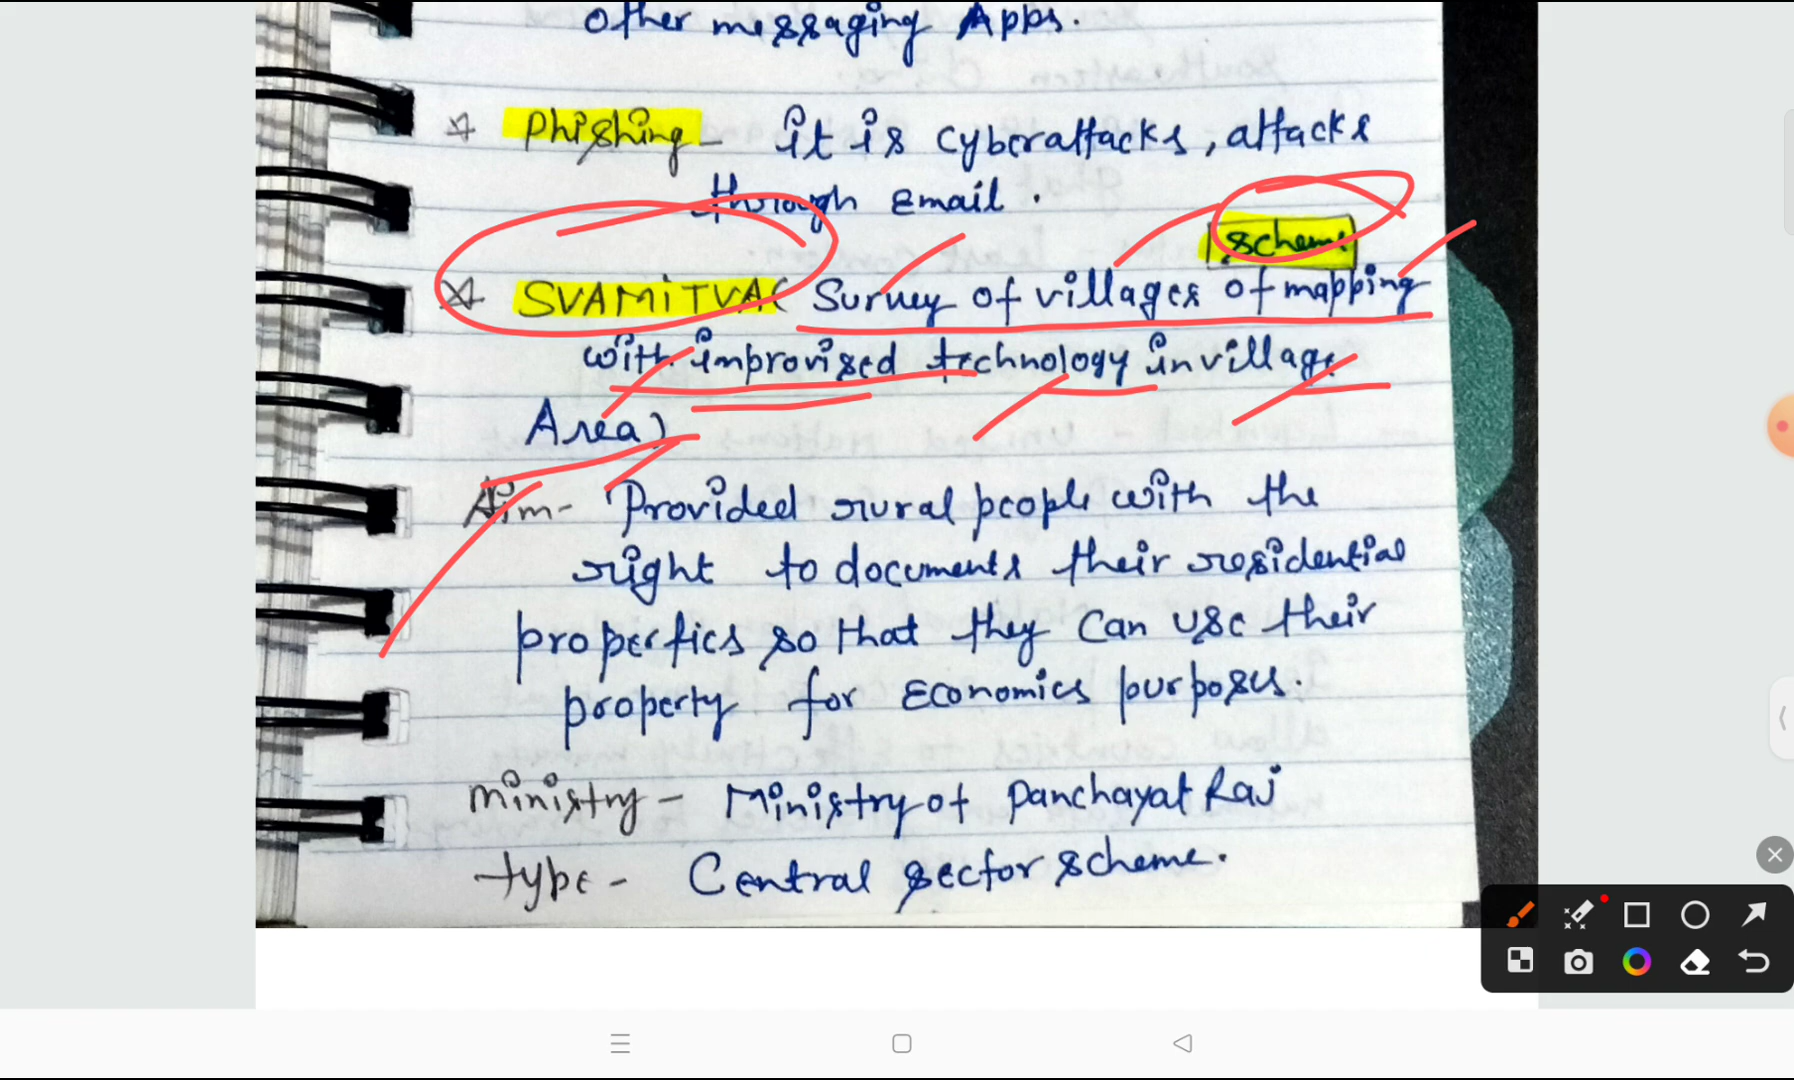 other messaging Apps.
Phishing - it is cyberattacks, attacks
through Email.
scheme
SVAMITVA( Survey of villages of mapping
with improvised technology in village
Area)
Aim - Provided rural people with the
right to documents their residential
properties so that they can use their
property for Economics purposes.
Ministry - Ministry of Panchayat Raj
type - Central sector scheme.